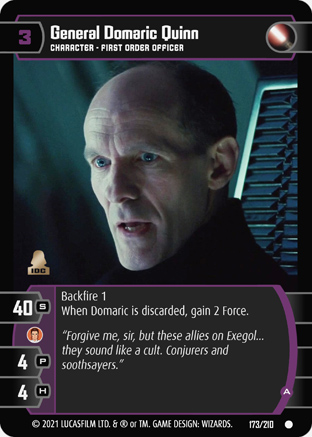 3
General Domaric Quinn
CHARACTER - FIRST ORDER OFFICER
IDC
40 S
4 P
4 H
Backfire 1
When Domaric is discarded, gain 2 Force.
“Forgive me, sir, but these allies on Exegol...
they sound like a cult. Conjurers and
soothsayers.”
A
© 2021 LUCASFILM LTD. & ® or TM. GAME DESIGN: WIZARDS. 173/210